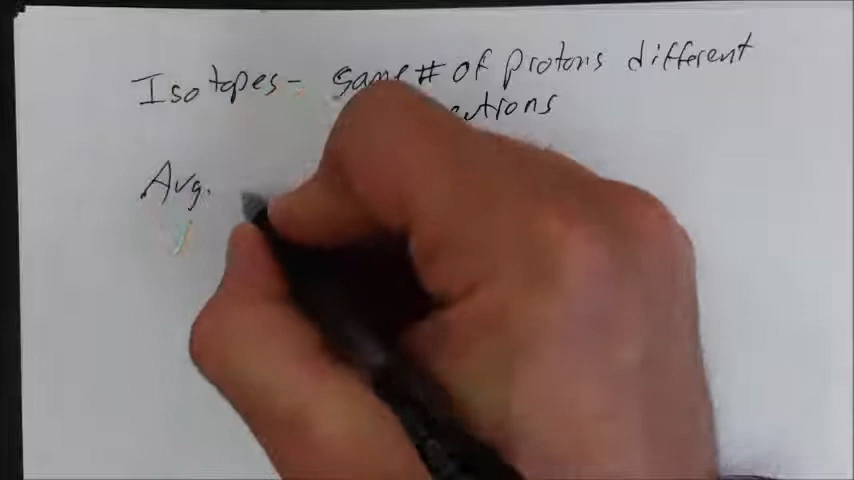 Isotopes - same # of protons different
Avg.